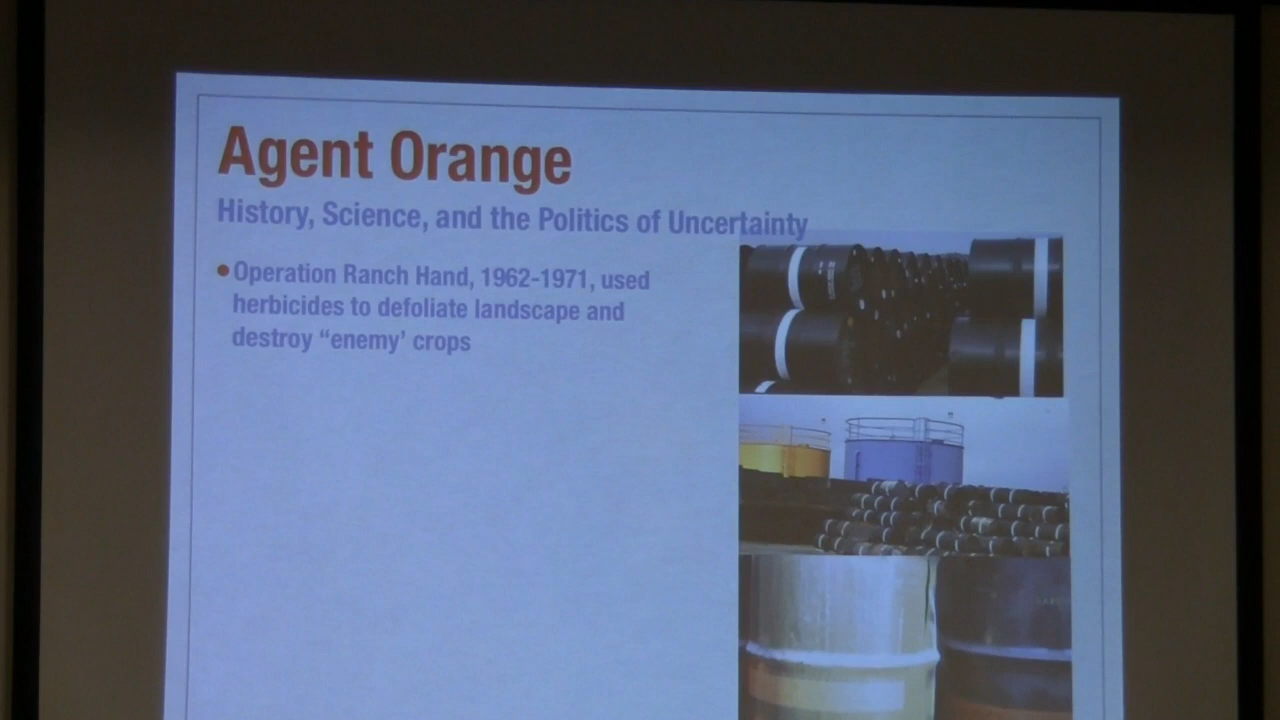 Agent Orange
History, Science, and the Politics of Uncertainty
• Operation Ranch Hand, 1962-1971, used
herbicides to defoliate landscape and
destroy “enemy’ crops